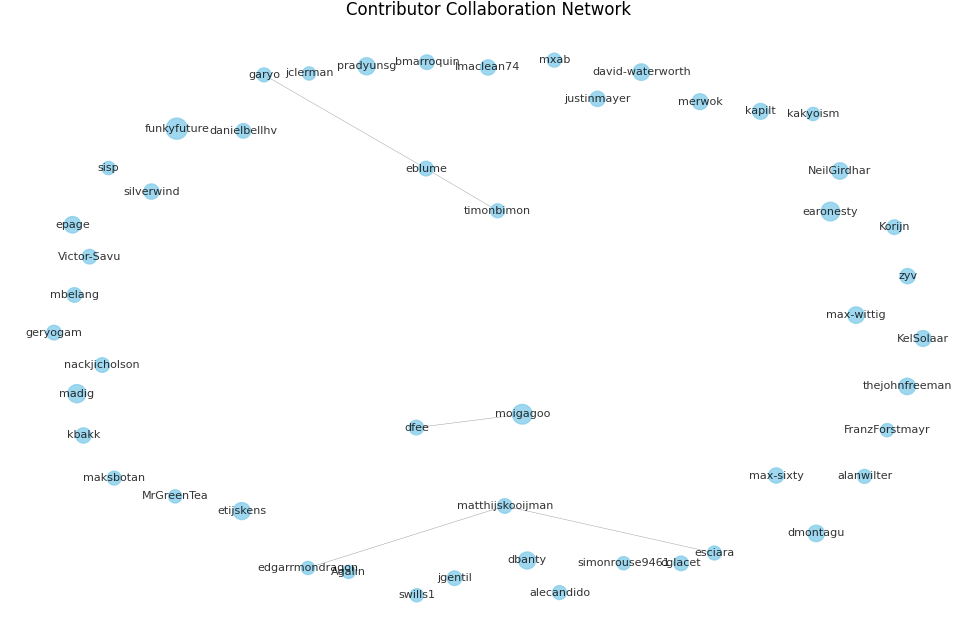 Contributor Collaboration Network
garyo
jclerman
pradyunsg
bmarroquin
lmaclean74
mxab
david-waterworth
justinmayer
merwok
kapilt
kakyoism
funkyfuture
danielbellhv
sisp
silverwind
eblume
NeilGirdhar
timonbimon
earonesty
epage
Korijn
Victor-Savu
zyv
mbelang
max-wittig
geryogam
KelSolaar
nackjicholson
thejohnfreeman
madig
moigagoo
dfee
FranzForstmayr
kbakk
max-sixty
alanwilter
maksbotan
MrGreenTea
matthijskooijman
etijskens
dmontagu
esciara
dbanty
simonrouse9461
cglacet
edgarrmondragon
jgentil
alecandido
swills1